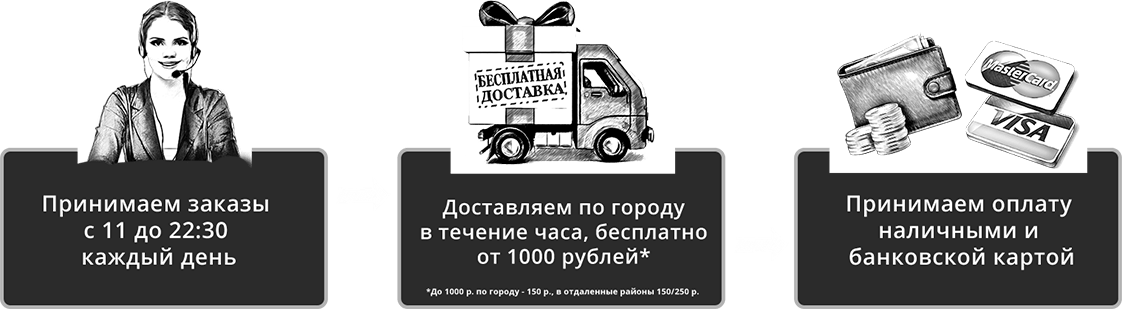 Принимаем заказы
с 11 до 22:30
каждый день
БЕСПЛАТНАЯ
ДОСТАВКА!
Доставляем по городу
в течение часа, бесплатно
от 1000 рублей*
*До 1000 р. по городу - 150 р., в отдаленные районы 150/250 р.
MasterCard
VISA
Принимаем оплату
наличными и
банковской картой